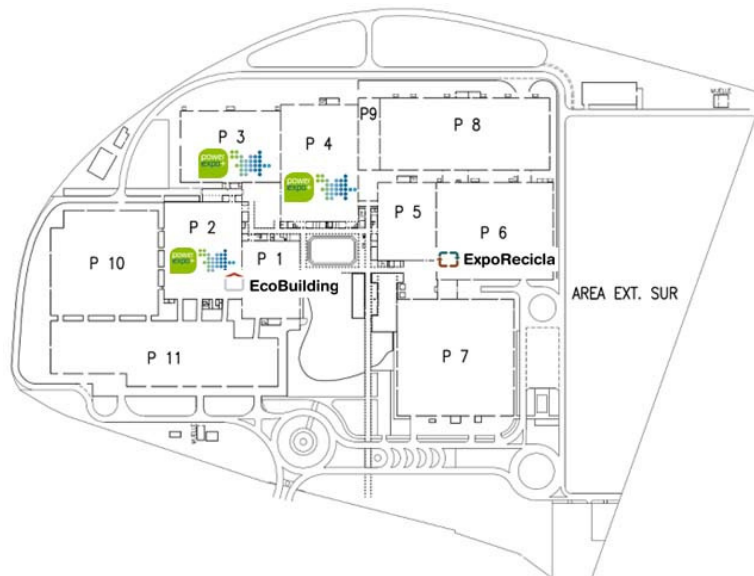 MUELLE
P9
P 8
P 3
P 4
power
expo
power
expo
P 5
P 6
P 2
P 1
P 10
power
expo
ExpoRecicla
EcoBuilding
AREA EXT. SUR
P 11
P 7